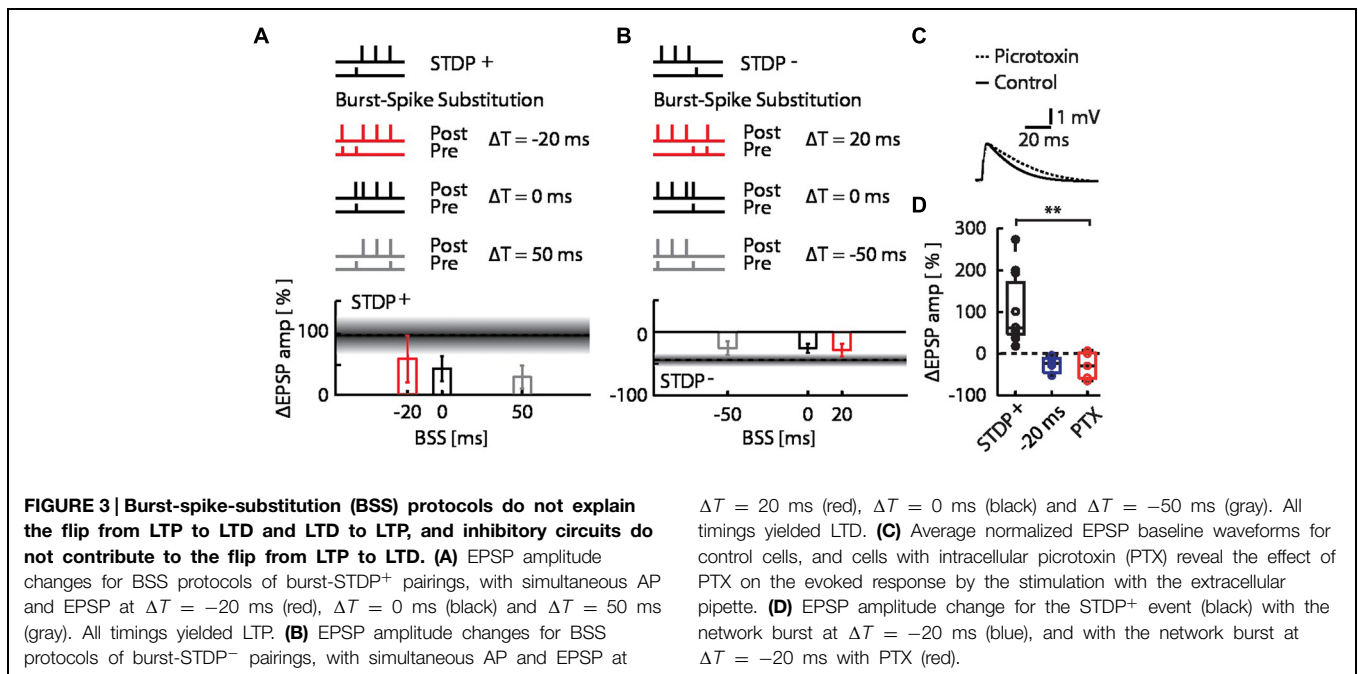 A
STDP +
Burst-Spike Substitution
Post
Pre
ΔT = -20 ms
Post
Pre
ΔT = 0 ms
Post
Pre
ΔT = 50 ms
ΔEPSP amp [ % ]
STDP+
100
0
-20 0 50
BSS [ms]
B
STDP -
Burst-Spike Substitution
Post
Pre
ΔT = 20 ms
Post
Pre
ΔT = 0 ms
Post
Pre
ΔT = -50 ms
0
STDP-
-100
-50 0 20
BSS [ms]
C
Picrotoxin
Control
1 mV
20 ms
D
**
ΔEPSP amp [ % ]
300
200
100
0
-100
STDP+
-20 ms
PTX
FIGURE 3 | Burst-spike-substitution (BSS) protocols do not explain
the flip from LTP to LTD and LTD to LTP, and inhibitory circuits do
not contribute to the flip from LTP to LTD. (A) EPSP amplitude
changes for BSS protocols of burst-STDP+ pairings, with simultaneous AP
and EPSP at ΔT = −20 ms (red), ΔT = 0 ms (black) and ΔT = 50 ms
(gray). All timings yielded LTP. (B) EPSP amplitude changes for BSS
protocols of burst-STDP− pairings, with simultaneous AP and EPSP at
ΔT = 20 ms (red), ΔT = 0 ms (black) and ΔT = −50 ms (gray). All
timings yielded LTD. (C) Average normalized EPSP baseline waveforms for
control cells, and cells with intracellular picrotoxin (PTX) reveal the effect of
PTX on the evoked response by the stimulation with the extracellular
pipette. (D) EPSP amplitude change for the STDP+ event (black) with the
network burst at ΔT = −20 ms (blue), and with the network burst at
ΔT = −20 ms with PTX (red).